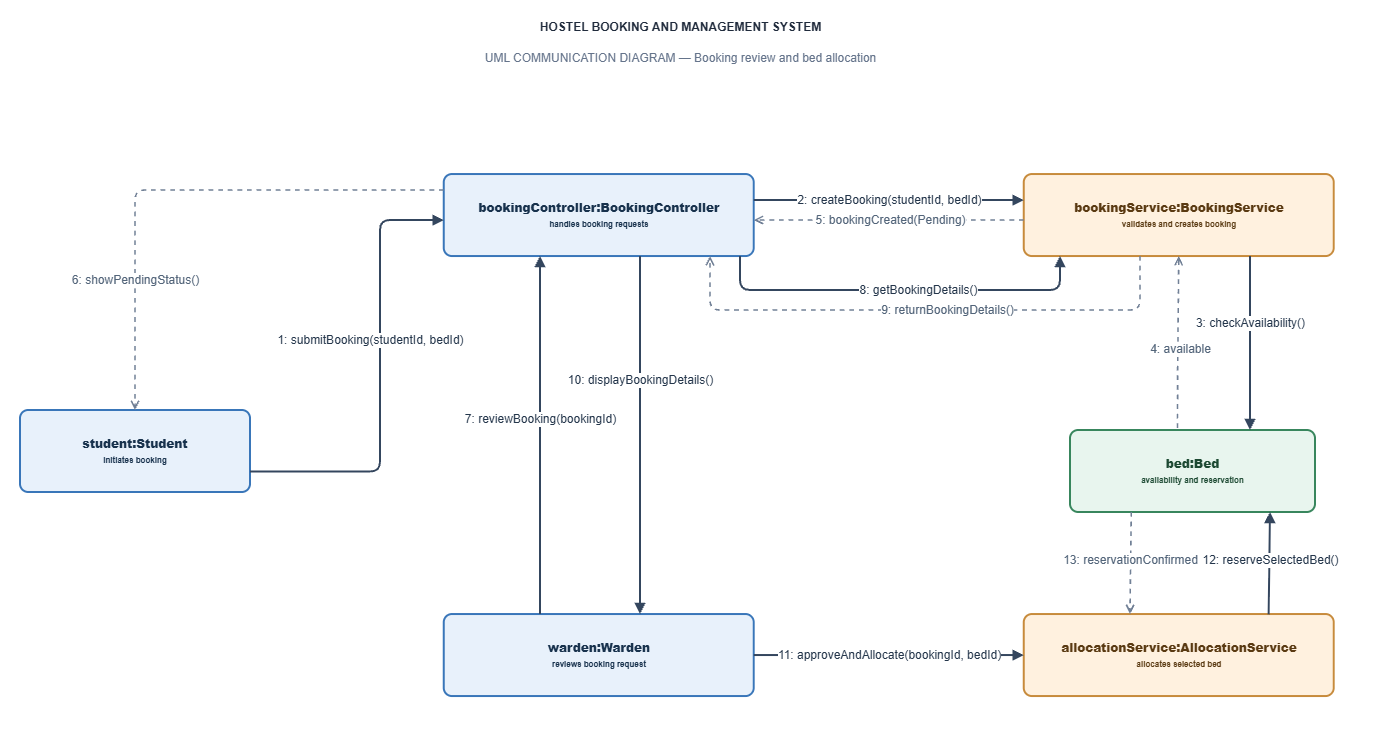 HOSTEL BOOKING AND MANAGEMENT SYSTEM
UML COMMUNICATION DIAGRAM — Booking review and bed allocation
bookingController:BookingController
handles booking requests
2: createBooking(studentId, bedId)
5: bookingCreated(Pending)
bookingService:BookingService
validates and creates booking
6: showPendingStatus()
8: getBookingDetails()
9: returnBookingDetails()
1: submitBooking(studentId, bedId)
3: checkAvailability()
4: available
10: displayBookingDetails()
7: reviewBooking(bookingId)
student:Student
initiates booking
bed:Bed
availability and reservation
13: reservationConfirmed
12: reserveSelectedBed()
warden:Warden
reviews booking request
11: approveAndAllocate(bookingId, bedId)
allocationService:AllocationService
allocates selected bed